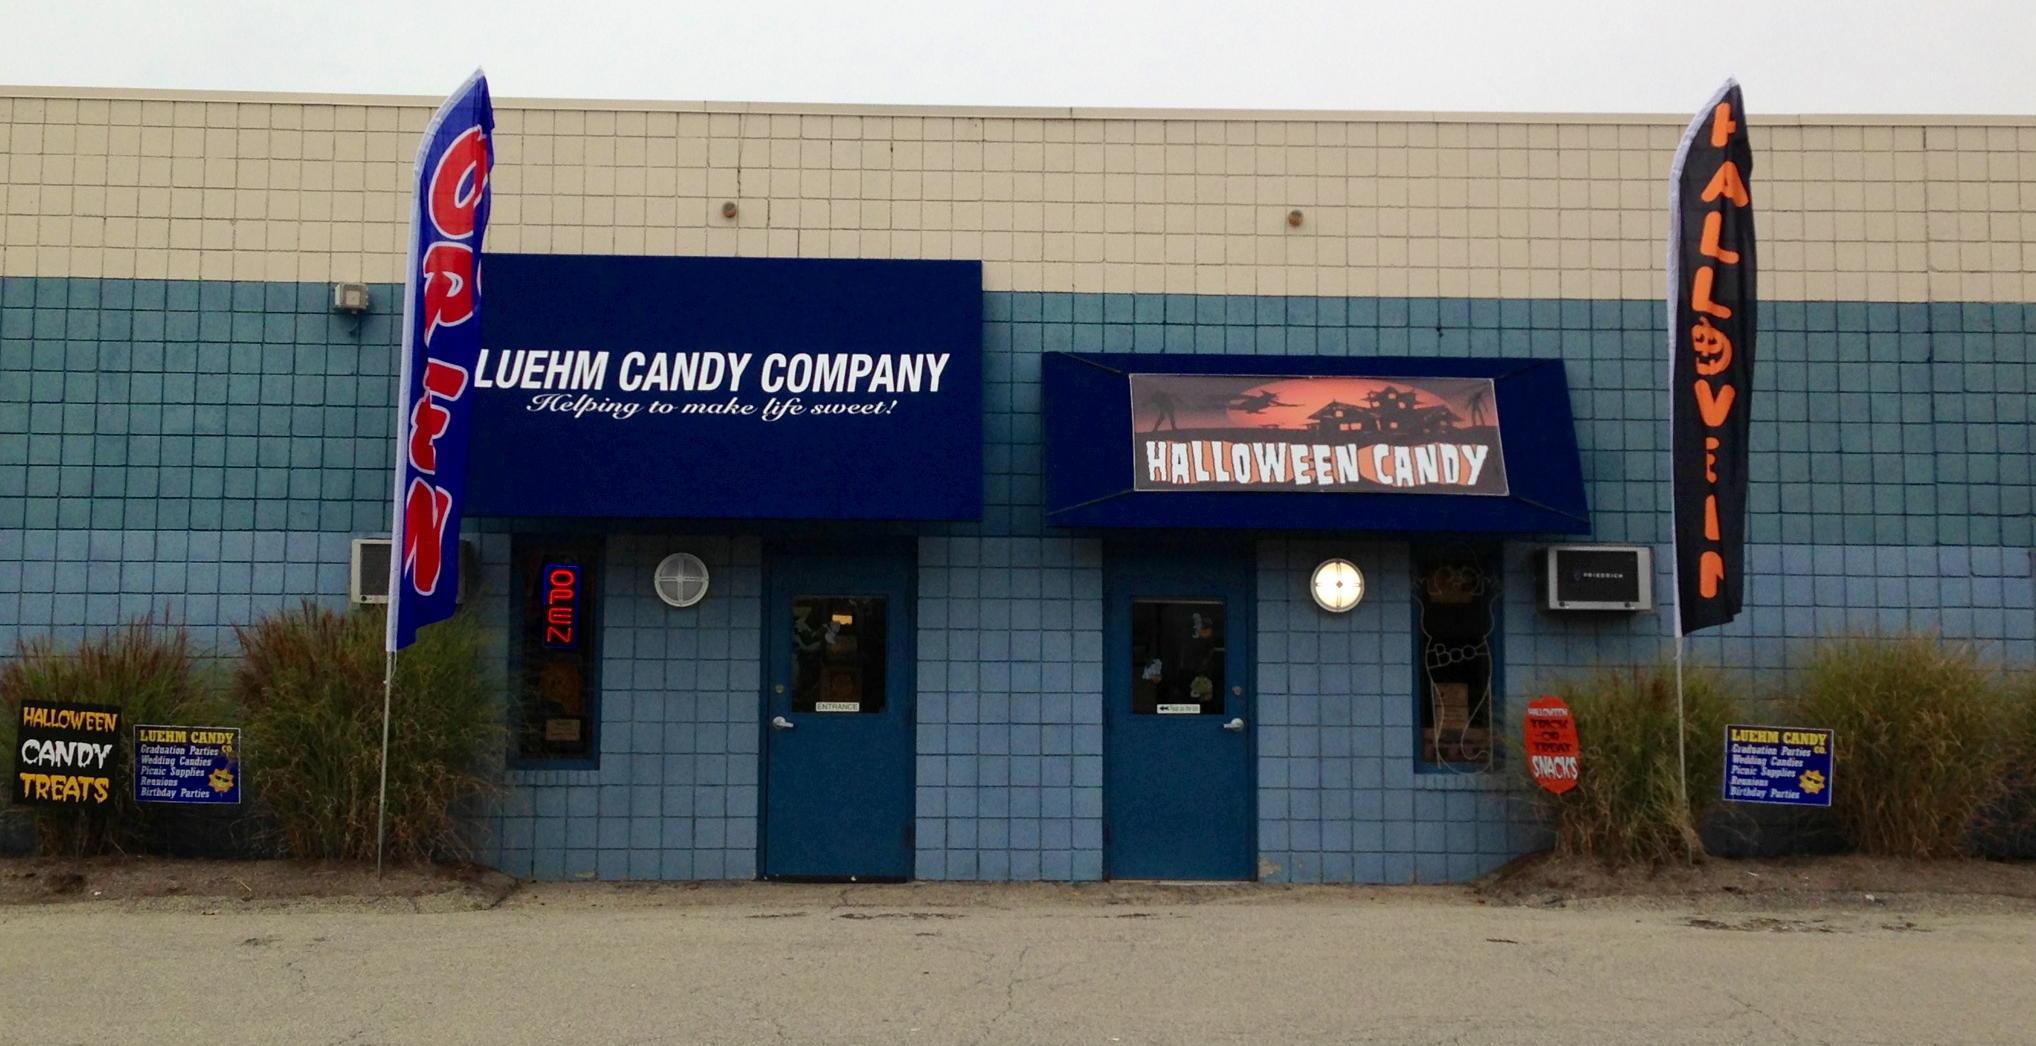 LUEHM CANDY COMPANY
Helping to make life sweet!
HALLOWEEN CANDY
OPEN
ENTRANCE
FRIEDRICH
Boo
HALLOWEEN
CANDY
TREATS
LUEHM CANDY CO.
Graduation Parties
Wedding Candies
Picnic Supplies
Reunions
Birthday Parties
HALLOWEEN
TRICK
OR
TREAT
SNACKS
LUEHM CANDY CO.
Graduation Parties
Wedding Candies
Picnic Supplies
Reunions
Birthday Parties